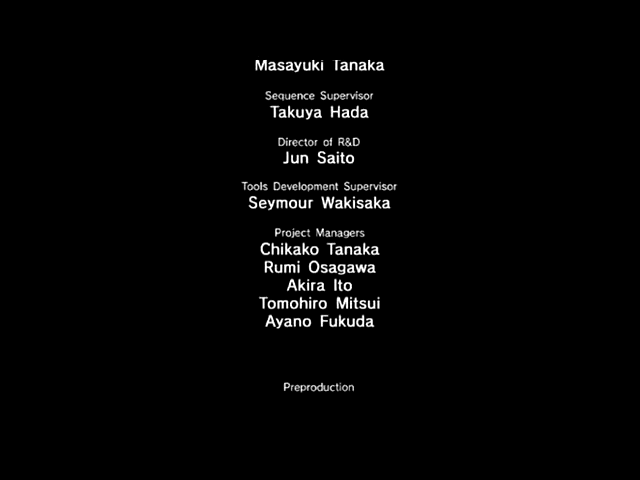 Masayuki Tanaka
Sequence Supervisor
Takuya Hada
Director of R&D
Jun Saito
Tools Development Supervisor
Seymour Wakisaka
Project Managers
Chikako Tanaka
Rumi Osagawa
Akira Ito
Tomohiro Mitsui
Ayano Fukuda
Preproduction